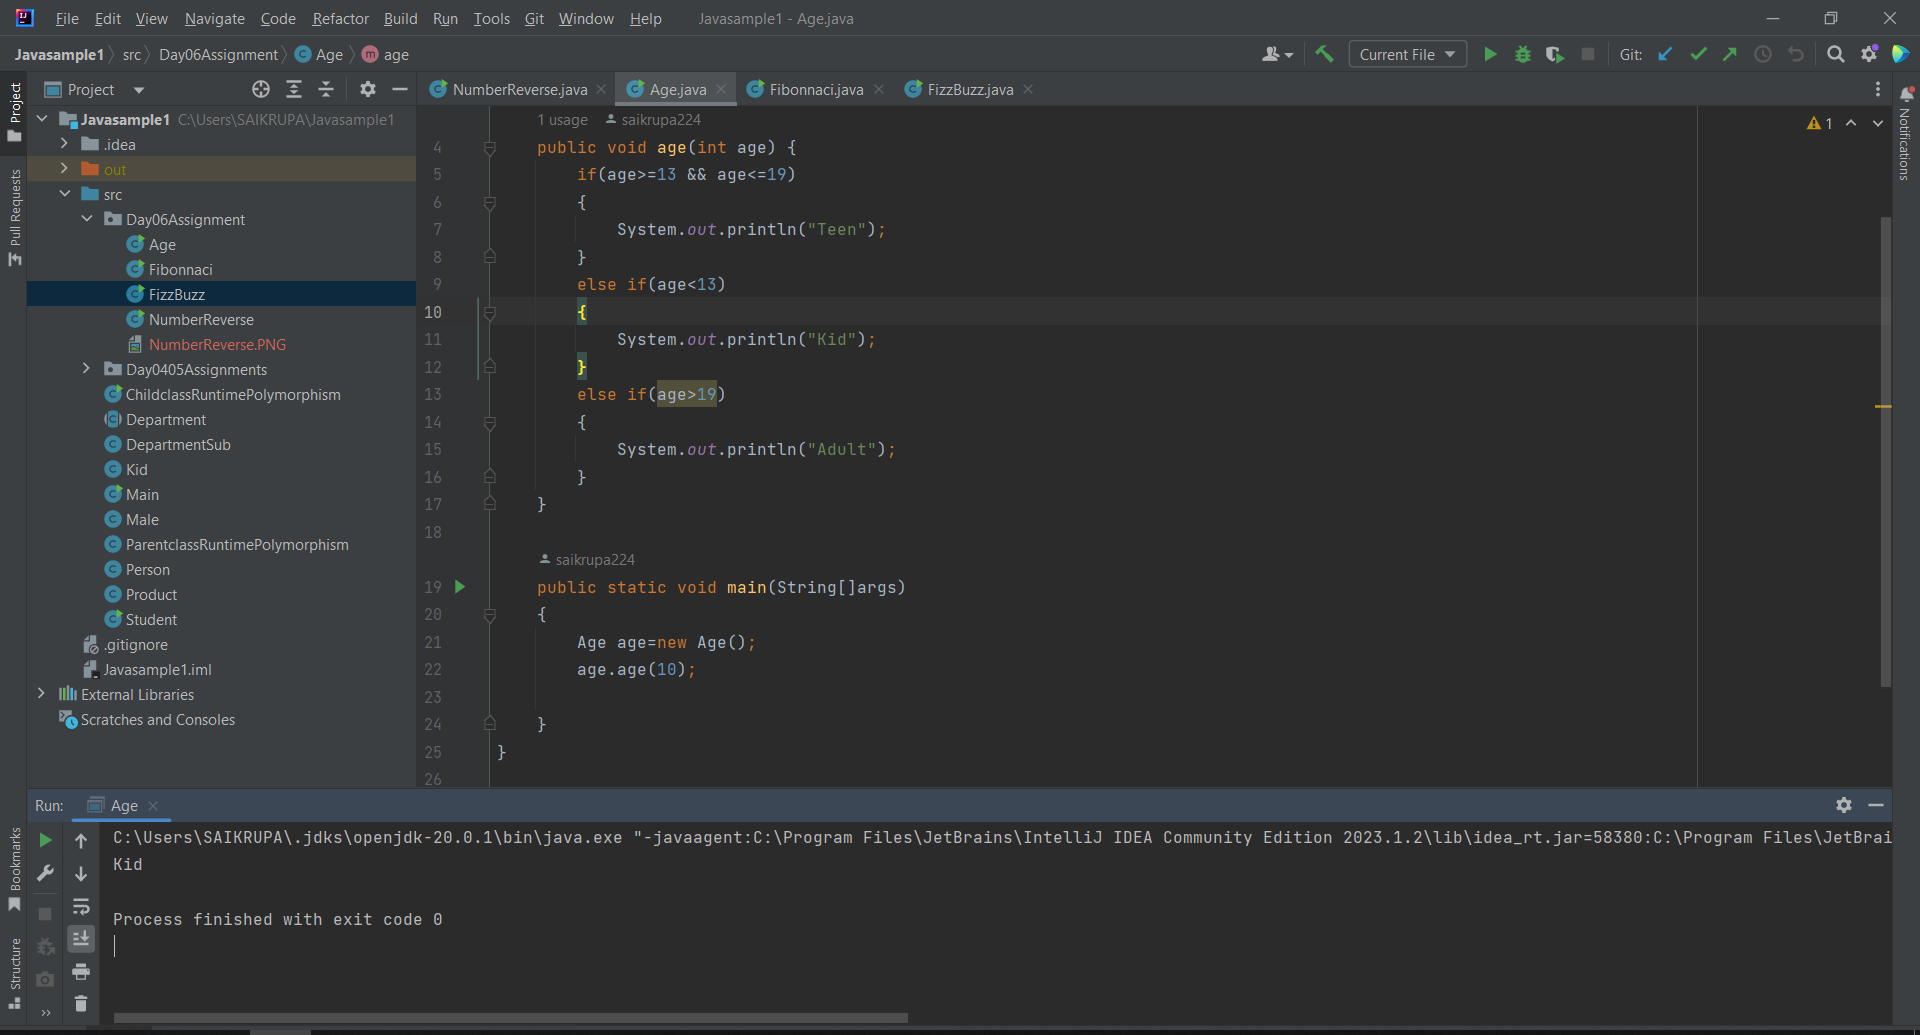 File Edit View Navigate Code Refactor Build Run Tools Git Window Help Javasample1 - Age.java
Javasample1 src Day06Assignment Age age
Current File Git:
Project
NumberReverse.java Age.java Fibonnaci.java FizzBuzz.java
Javasample1 C:\Users\SAIKRUPA\Javasample1
.idea
out
src
Day06Assignment
Age
Fibonnaci
FizzBuzz
NumberReverse
NumberReverse.PNG
Day0405Assignments
ChildclassRuntimePolymorphism
Department
DepartmentSub
Kid
Main
Male
ParentclassRuntimePolymorphism
Person
Product
Student
.gitignore
Javasample1.iml
External Libraries
Scratches and Consoles
Project
Pull Requests
Bookmarks
Structure
Notifications
1 usage saikrupa224
1
4 public void age(int age) {
5 if(age>=13 && age<=19)
6 {
7 System.out.println("Teen");
8 }
9 else if(age<13)
10 {
11 System.out.println("Kid");
12 }
13 else if(age>19)
14 {
15 System.out.println("Adult");
16 }
17 }
18
saikrupa224
19 public static void main(String[]args)
20 {
21 Age age=new Age();
22 age.age(10);
23
24 }
25 }
26
Run: Age
C:\Users\SAIKRUPA\.jdks\openjdk-20.0.1\bin\java.exe "-javaagent:C:\Program Files\JetBrains\IntelliJ IDEA Community Edition 2023.1.2\lib\idea_rt.jar=58380:C:\Program Files\JetBrai
Kid
Process finished with exit code 0